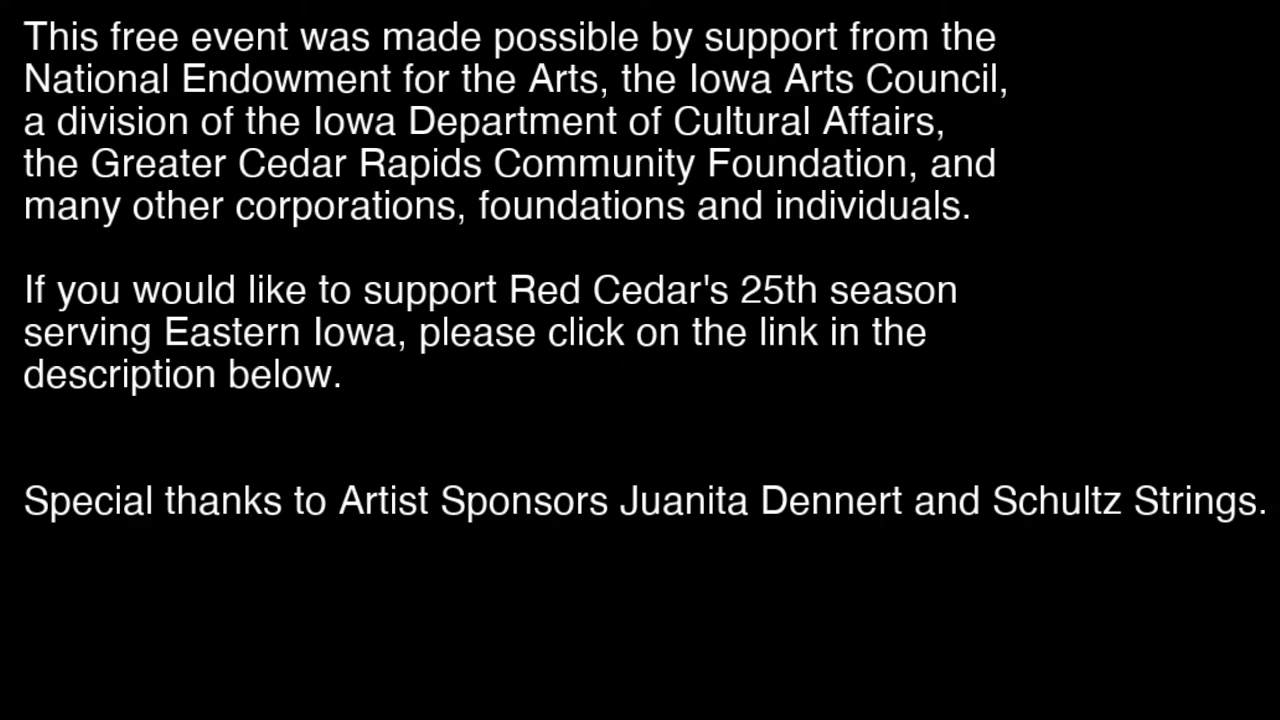 This free event was made possible by support from the
National Endowment for the Arts, the Iowa Arts Council,
a division of the Iowa Department of Cultural Affairs,
the Greater Cedar Rapids Community Foundation, and
many other corporations, foundations and individuals.
If you would like to support Red Cedar's 25th season
serving Eastern Iowa, please click on the link in the
description below.
Special thanks to Artist Sponsors Juanita Dennert and Schultz Strings.